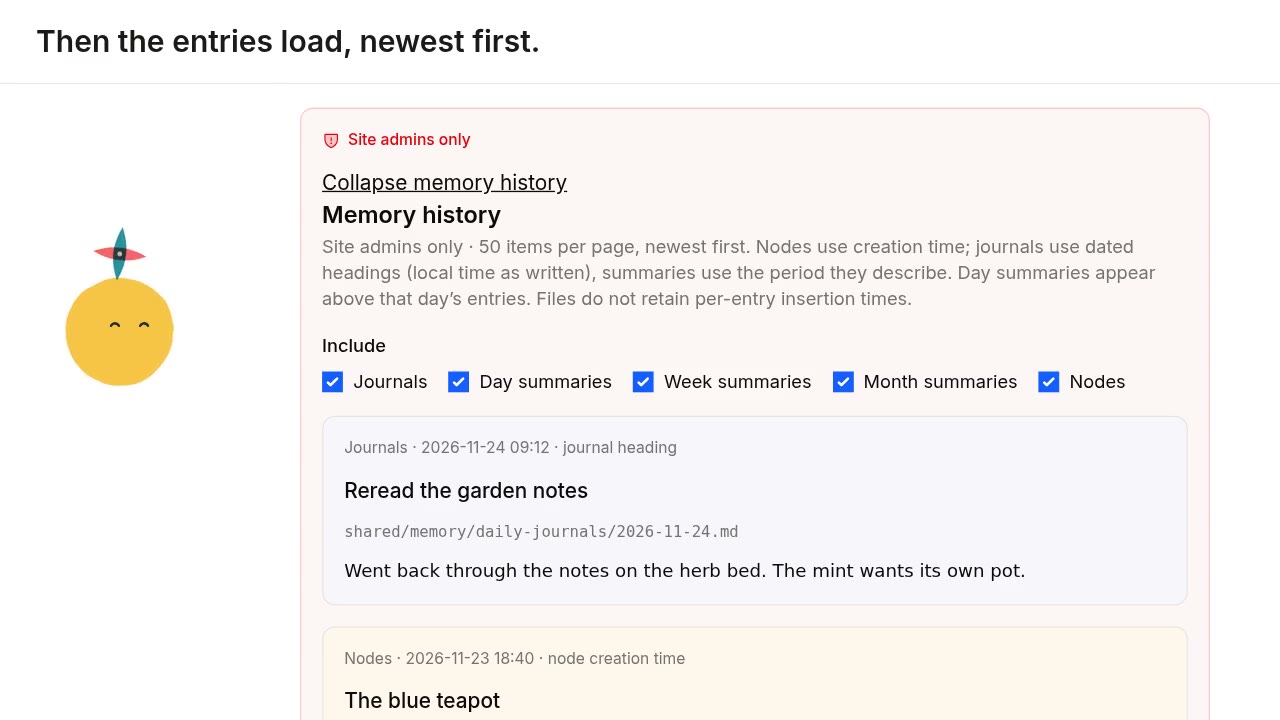 Then the entries load, newest first.
Site admins only
Collapse memory history
Memory history
Site admins only · 50 items per page, newest first. Nodes use creation time; journals use dated
headings (local time as written), summaries use the period they describe. Day summaries appear
above that day’s entries. Files do not retain per-entry insertion times.
Include
Journals Day summaries Week summaries Month summaries Nodes
Journals · 2026-11-24 09:12 · journal heading
Reread the garden notes
shared/memory/daily-journals/2026-11-24.md
Went back through the notes on the herb bed. The mint wants its own pot.
Nodes · 2026-11-23 18:40 · node creation time
The blue teapot